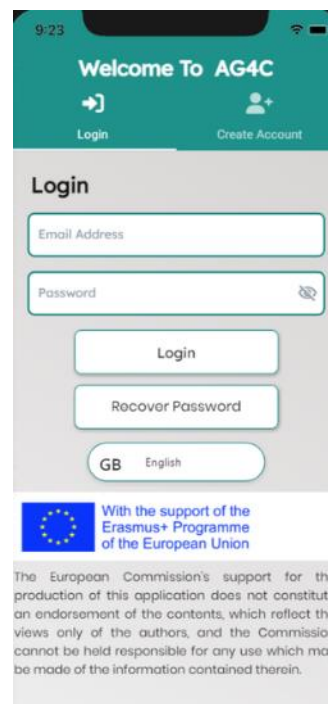 9:23
Welcome To AG4C
Login
Create Account
Login
Email Address
Password
Login
Recover Password
GB English
With the support of the
Erasmus+ Programme
of the European Union
The European Commission's support for th
production of this application does not constitut
an endorsement of the contents, which reflect th
views only of the authors, and the Commissio
cannot be held responsible for any use which ma
be made of the information contained therein.